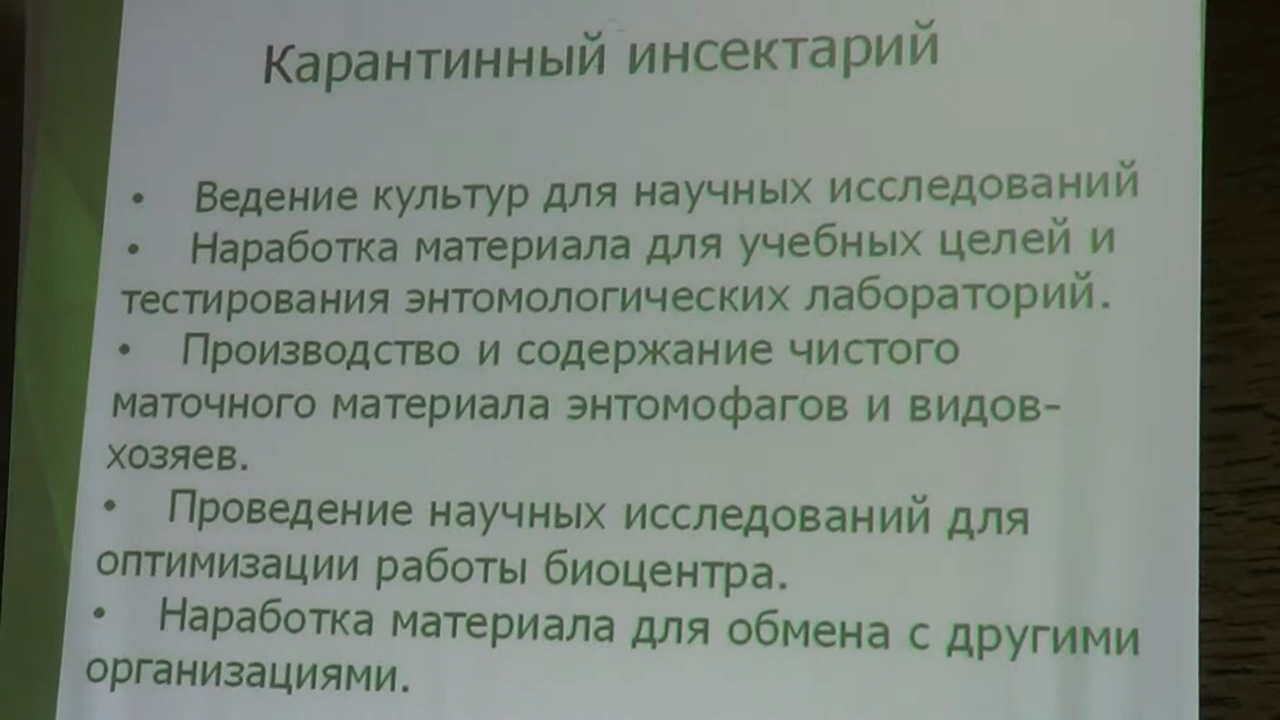 Карантинный инсектарий
• Ведение культур для научных исследований
• Наработка материала для учебных целей и
тестирования энтомологических лабораторий.
• Производство и содержание чистого
маточного материала энтомофагов и видов-
хозяев.
• Проведение научных исследований для
оптимизации работы биоцентра.
• Наработка материала для обмена с другими
организациями.